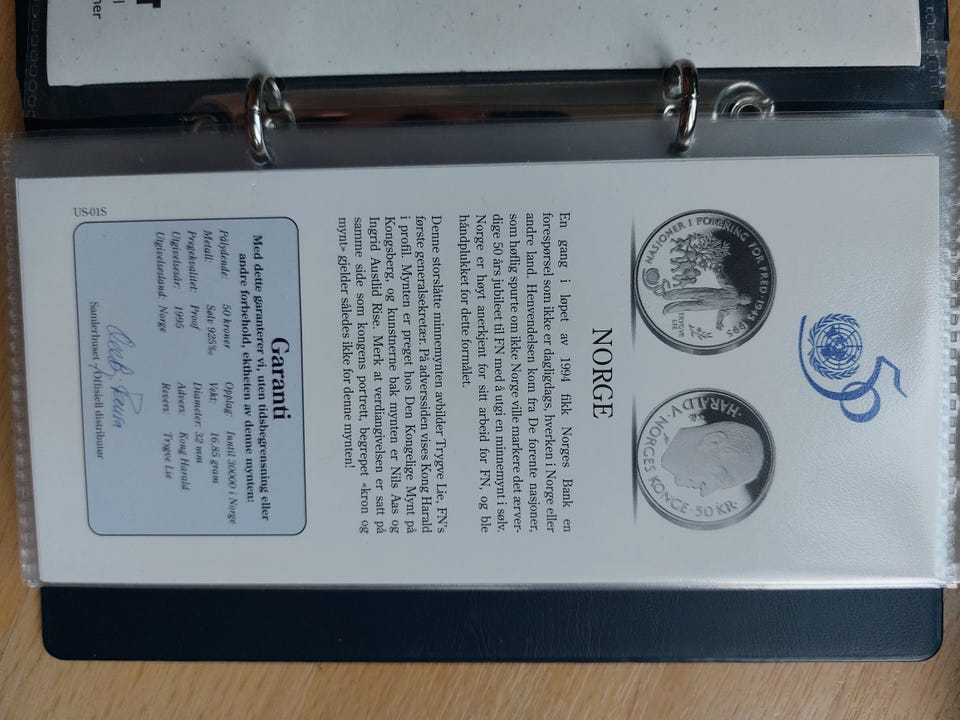 50
NASJONER I FORENING FOR FRED · 1945 1995
TRYGVE
LIE
HARALD V · NORGES KONGE · 50 KR ·
NORGE
En gang i løpet av 1994 fikk Norges Bank en
forespørsel som ikke er dagligdags, hverken i Norge eller
andre land. Henvendelsen kom fra De forente nasjoner,
som høflig spurte om ikke Norge ville markere det ærver-
dige 50 års jubileet til FN med å utgi en minnemynt i sølv.
Norge er høyt anerkjent for sitt arbeid for FN, og ble
håndplukket for dette formålet.
Denne storslåtte minnemynten avbilder Trygve Lie, FN's
første generalsekretær. På adverssiden vises Kong Harald
i profil. Mynten er preget hos Den Kongelige Mynt på
Kongsberg, og kunstnerne bak mynten er Nils Aas og
Ingrid Austlid Rise. Merk at verdiangivelsen er satt på
samme side som kongens portrett, begrepet «kron og
mynt» gjelder således ikke for denne mynten!
Garanti
Med dette garanterer vi, uten tidsbegrensning eller
andre forbehold, ektheten av denne mynten:
Pålydende: 50 kroner Opplag: Inntil 30000 i Norge
Metall: Sølv 925‰ Vekt: 16,85 gram
Pregekvalitet: Proof Diameter: 32 mm
Utgivelsesår: 1995 Advers: Kong Harald
Utgivelsesland: Norge Revers: Trygve Lie
Samlerhuset, Offisiell distributør
US-01S
ner